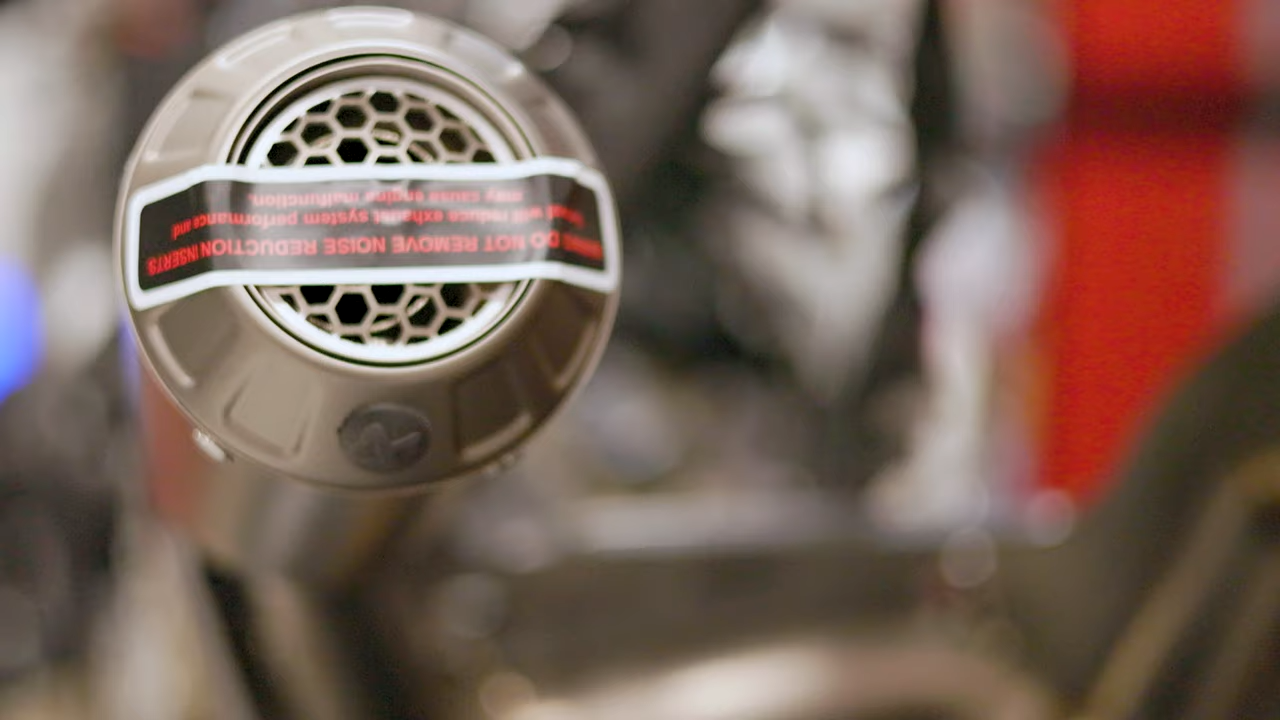 DO NOT REMOVE NOISE REDUCTION INSERTS
will reduce exhaust system performance and
may cause engine malfunction.